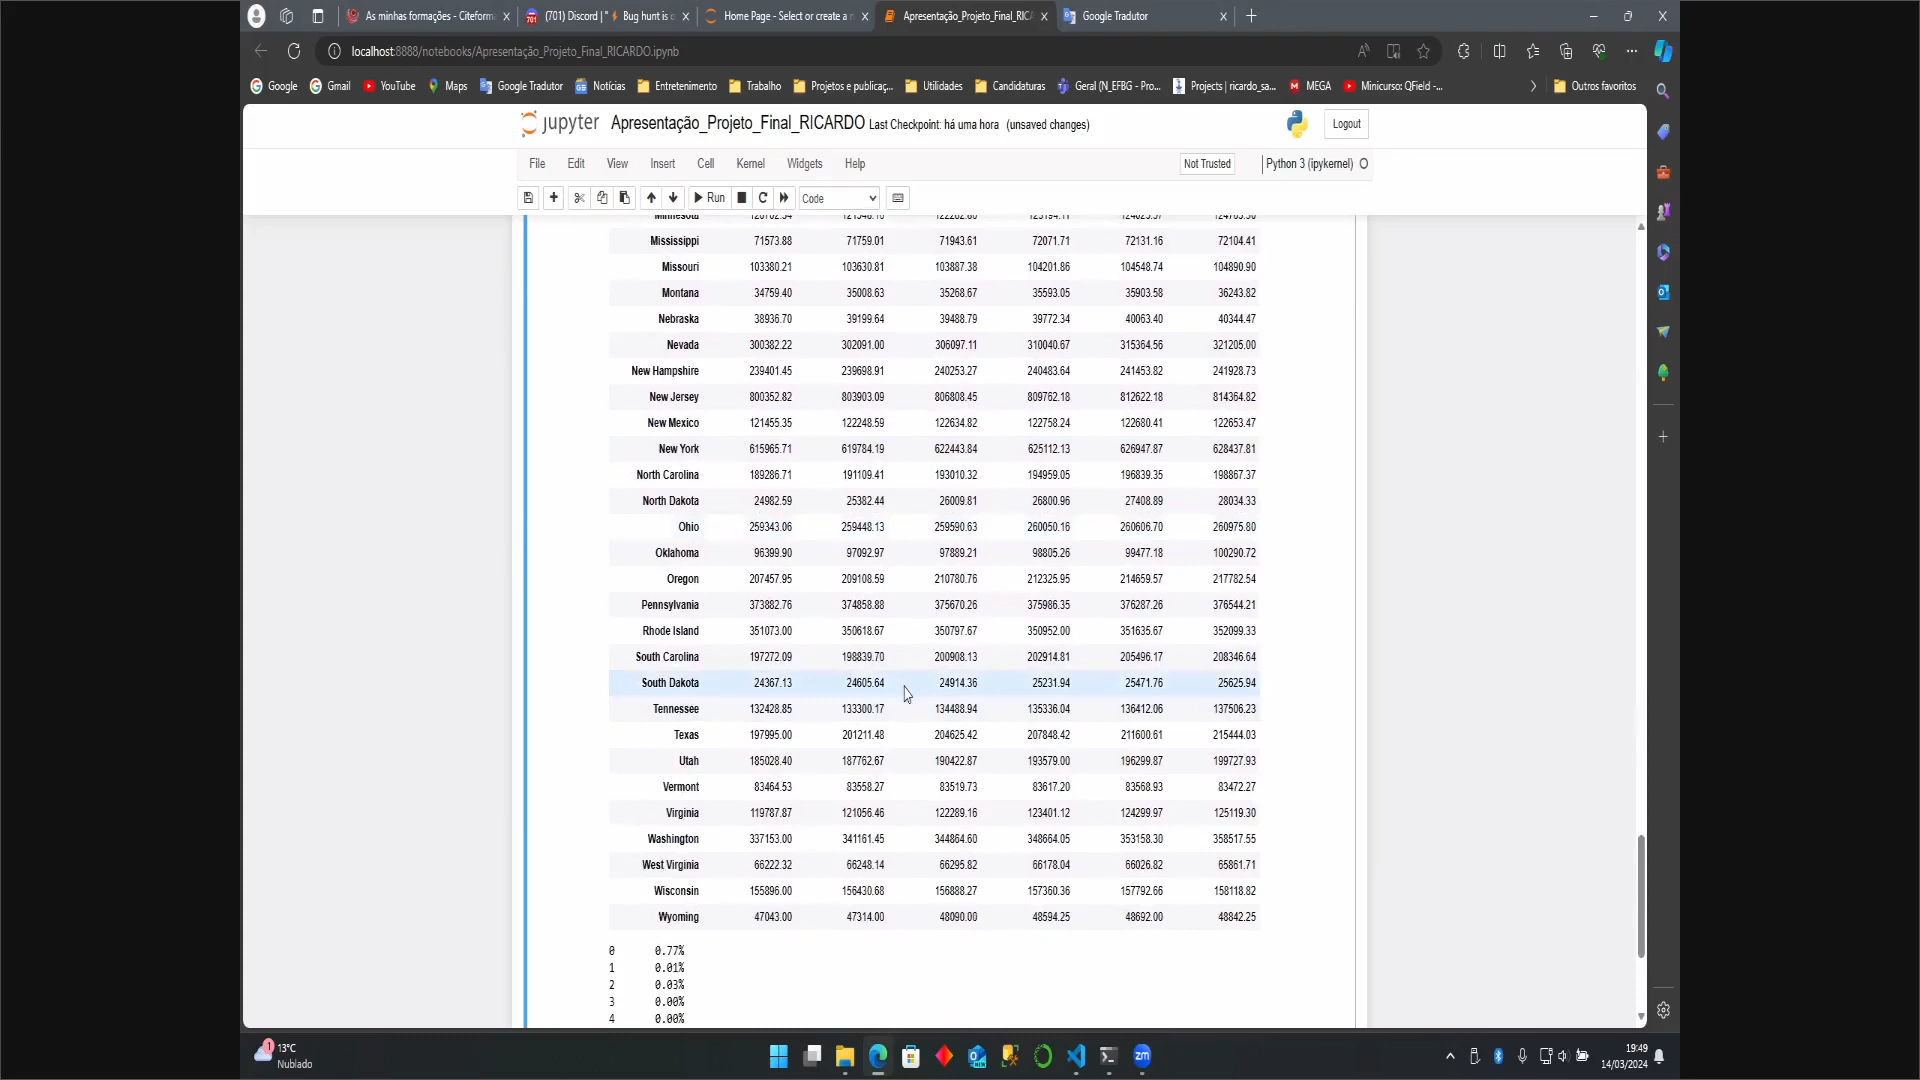 As minhas formações - Citeform
(701) Discord | "
Bug hunt is o
Home Page - Select or create a n
Apresentação_Projeto_Final_RIC
Google Tradutor
localhost:8888/notebooks/Apresentação_Projeto_Final_RICARDO.ipynb
Google
Gmail
YouTube
Maps
Google Tradutor
Notícias
Entretenimento
Trabalho
Projetos e publicaç...
Utilidades
Candidaturas
Geral (N_EFBG - Pro...
Projects | ricardo_sa...
MEGA
Minicurso: QField -...
Outros favoritos
jupyter Apresentação_Projeto_Final_RICARDO Last Checkpoint: há uma hora (unsaved changes)
Logout
File Edit View Insert Cell Kernel Widgets Help
Not Trusted
Python 3 (ipykernel)
Run
Code
Minnesota
Mississippi 71573.88 71759.01 71943.61 72071.71 72131.16 72104.41
Missouri 103380.21 103630.81 103887.38 104201.86 104548.74 104890.90
Montana 34759.40 35008.63 35268.67 35593.05 35903.58 36243.82
Nebraska 38936.70 39199.64 39488.79 39772.34 40063.40 40344.47
Nevada 300382.22 302091.00 306097.11 310040.67 315364.56 321205.00
New Hampshire 239401.45 239698.91 240253.27 240483.64 241453.82 241928.73
New Jersey 800352.82 803903.09 806808.45 809762.18 812622.18 814364.82
New Mexico 121455.35 122248.59 122634.82 122758.24 122680.41 122653.47
New York 615965.71 619784.19 622443.84 625112.13 626947.87 628437.81
North Carolina 189286.71 191109.41 193010.32 194959.05 196839.35 198867.37
North Dakota 24982.59 25382.44 26009.81 26800.96 27408.89 28034.33
Ohio 259343.06 259448.13 259590.63 260050.16 260606.70 260975.80
Oklahoma 96399.90 97092.97 97889.21 98805.26 99477.18 100290.72
Oregon 207457.95 209108.59 210780.76 212325.95 214659.57 217782.54
Pennsylvania 373882.76 374858.88 375670.26 375986.35 376287.26 376544.21
Rhode Island 351073.00 350618.67 350797.67 350952.00 351635.67 352099.33
South Carolina 197272.09 198839.70 200908.13 202914.81 205496.17 208346.64
South Dakota 24367.13 24605.64 24914.36 25231.94 25471.76 25625.94
Tennessee 132428.85 133300.17 134488.94 135336.04 136412.06 137506.23
Texas 197995.00 201211.48 204625.42 207848.42 211600.61 215444.03
Utah 185028.40 187762.67 190422.87 193579.00 196299.87 199727.93
Vermont 83464.53 83558.27 83519.73 83617.20 83568.93 83472.27
Virginia 119787.87 121056.46 122289.16 123401.12 124299.97 125119.30
Washington 337153.00 341161.45 344864.60 348664.05 353158.30 358517.55
West Virginia 66222.32 66248.14 66295.82 66178.04 66026.82 65861.71
Wisconsin 155896.00 156430.68 156888.27 157360.36 157792.66 158118.82
Wyoming 47043.00 47314.00 48090.00 48594.25 48692.00 48842.25
0 0.77%
1 0.01%
2 0.03%
3 0.00%
4 0.00%
1
13°C
Nublado
zm
19:49
14/03/2024